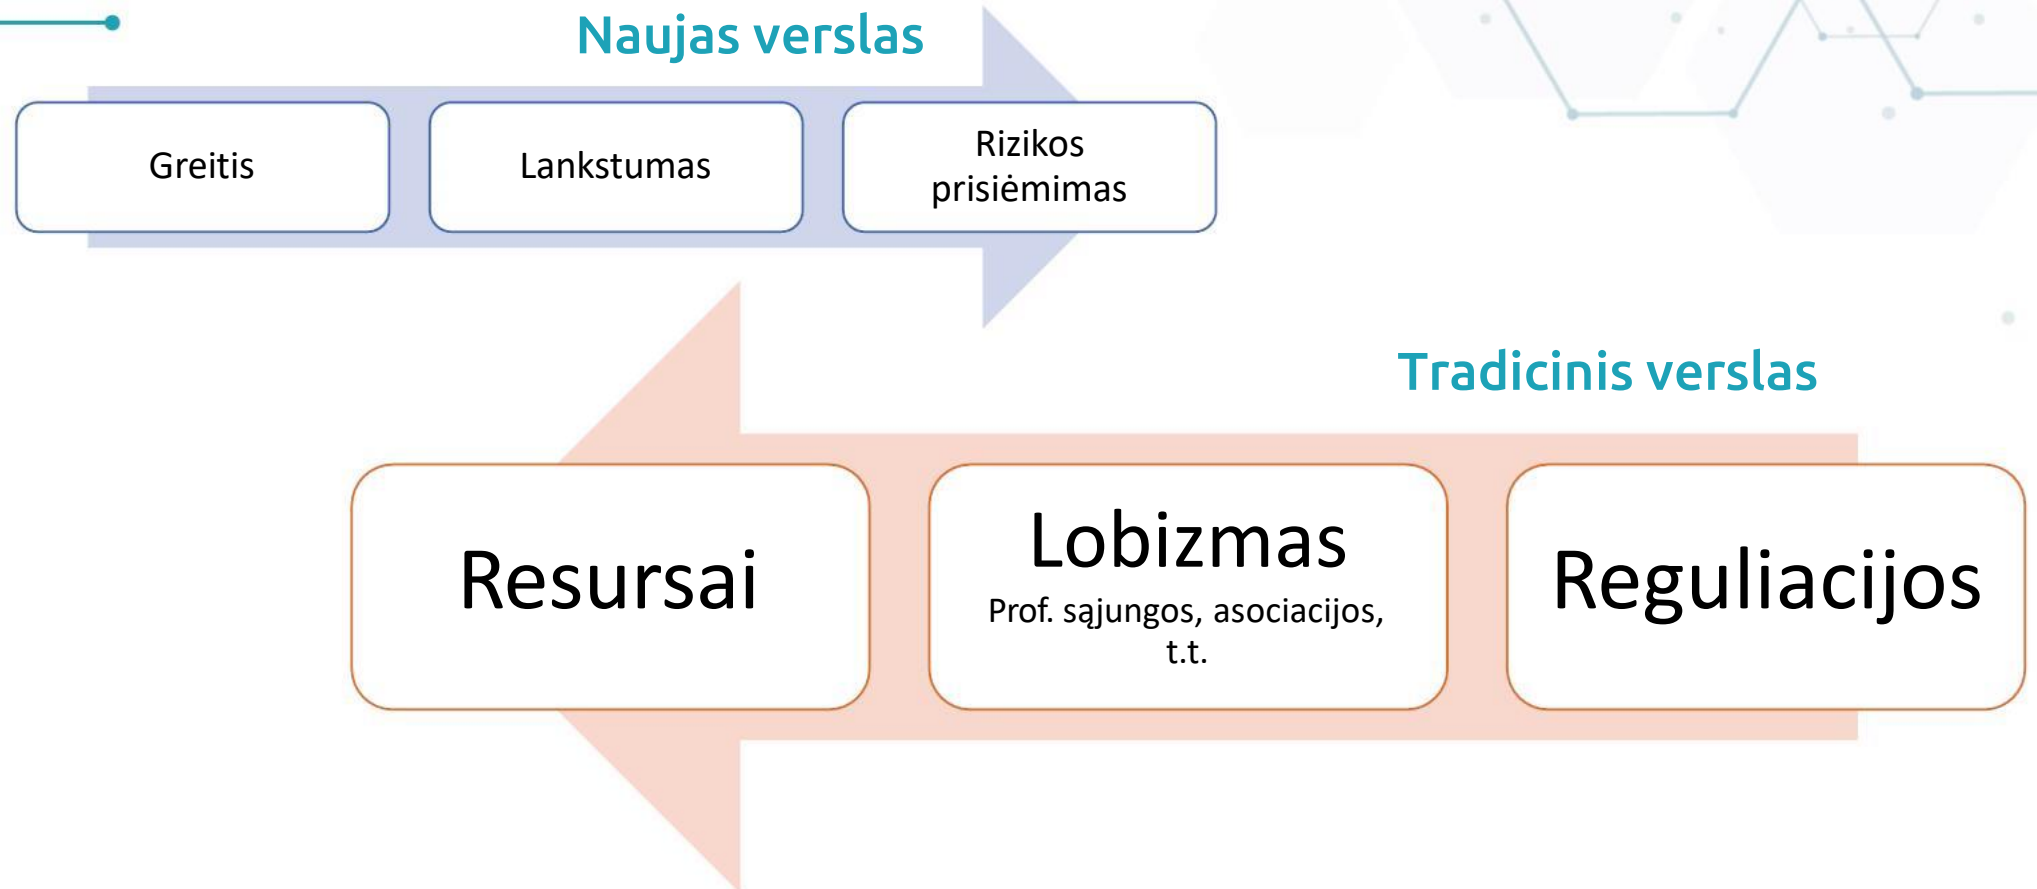 Naujas verslas
Greitis
Lankstumas
Rizikos
prisiėmimas
Tradicinis verslas
Resursai
Lobizmas
Prof. sąjungos, asociacijos,
t.t.
Reguliacijos